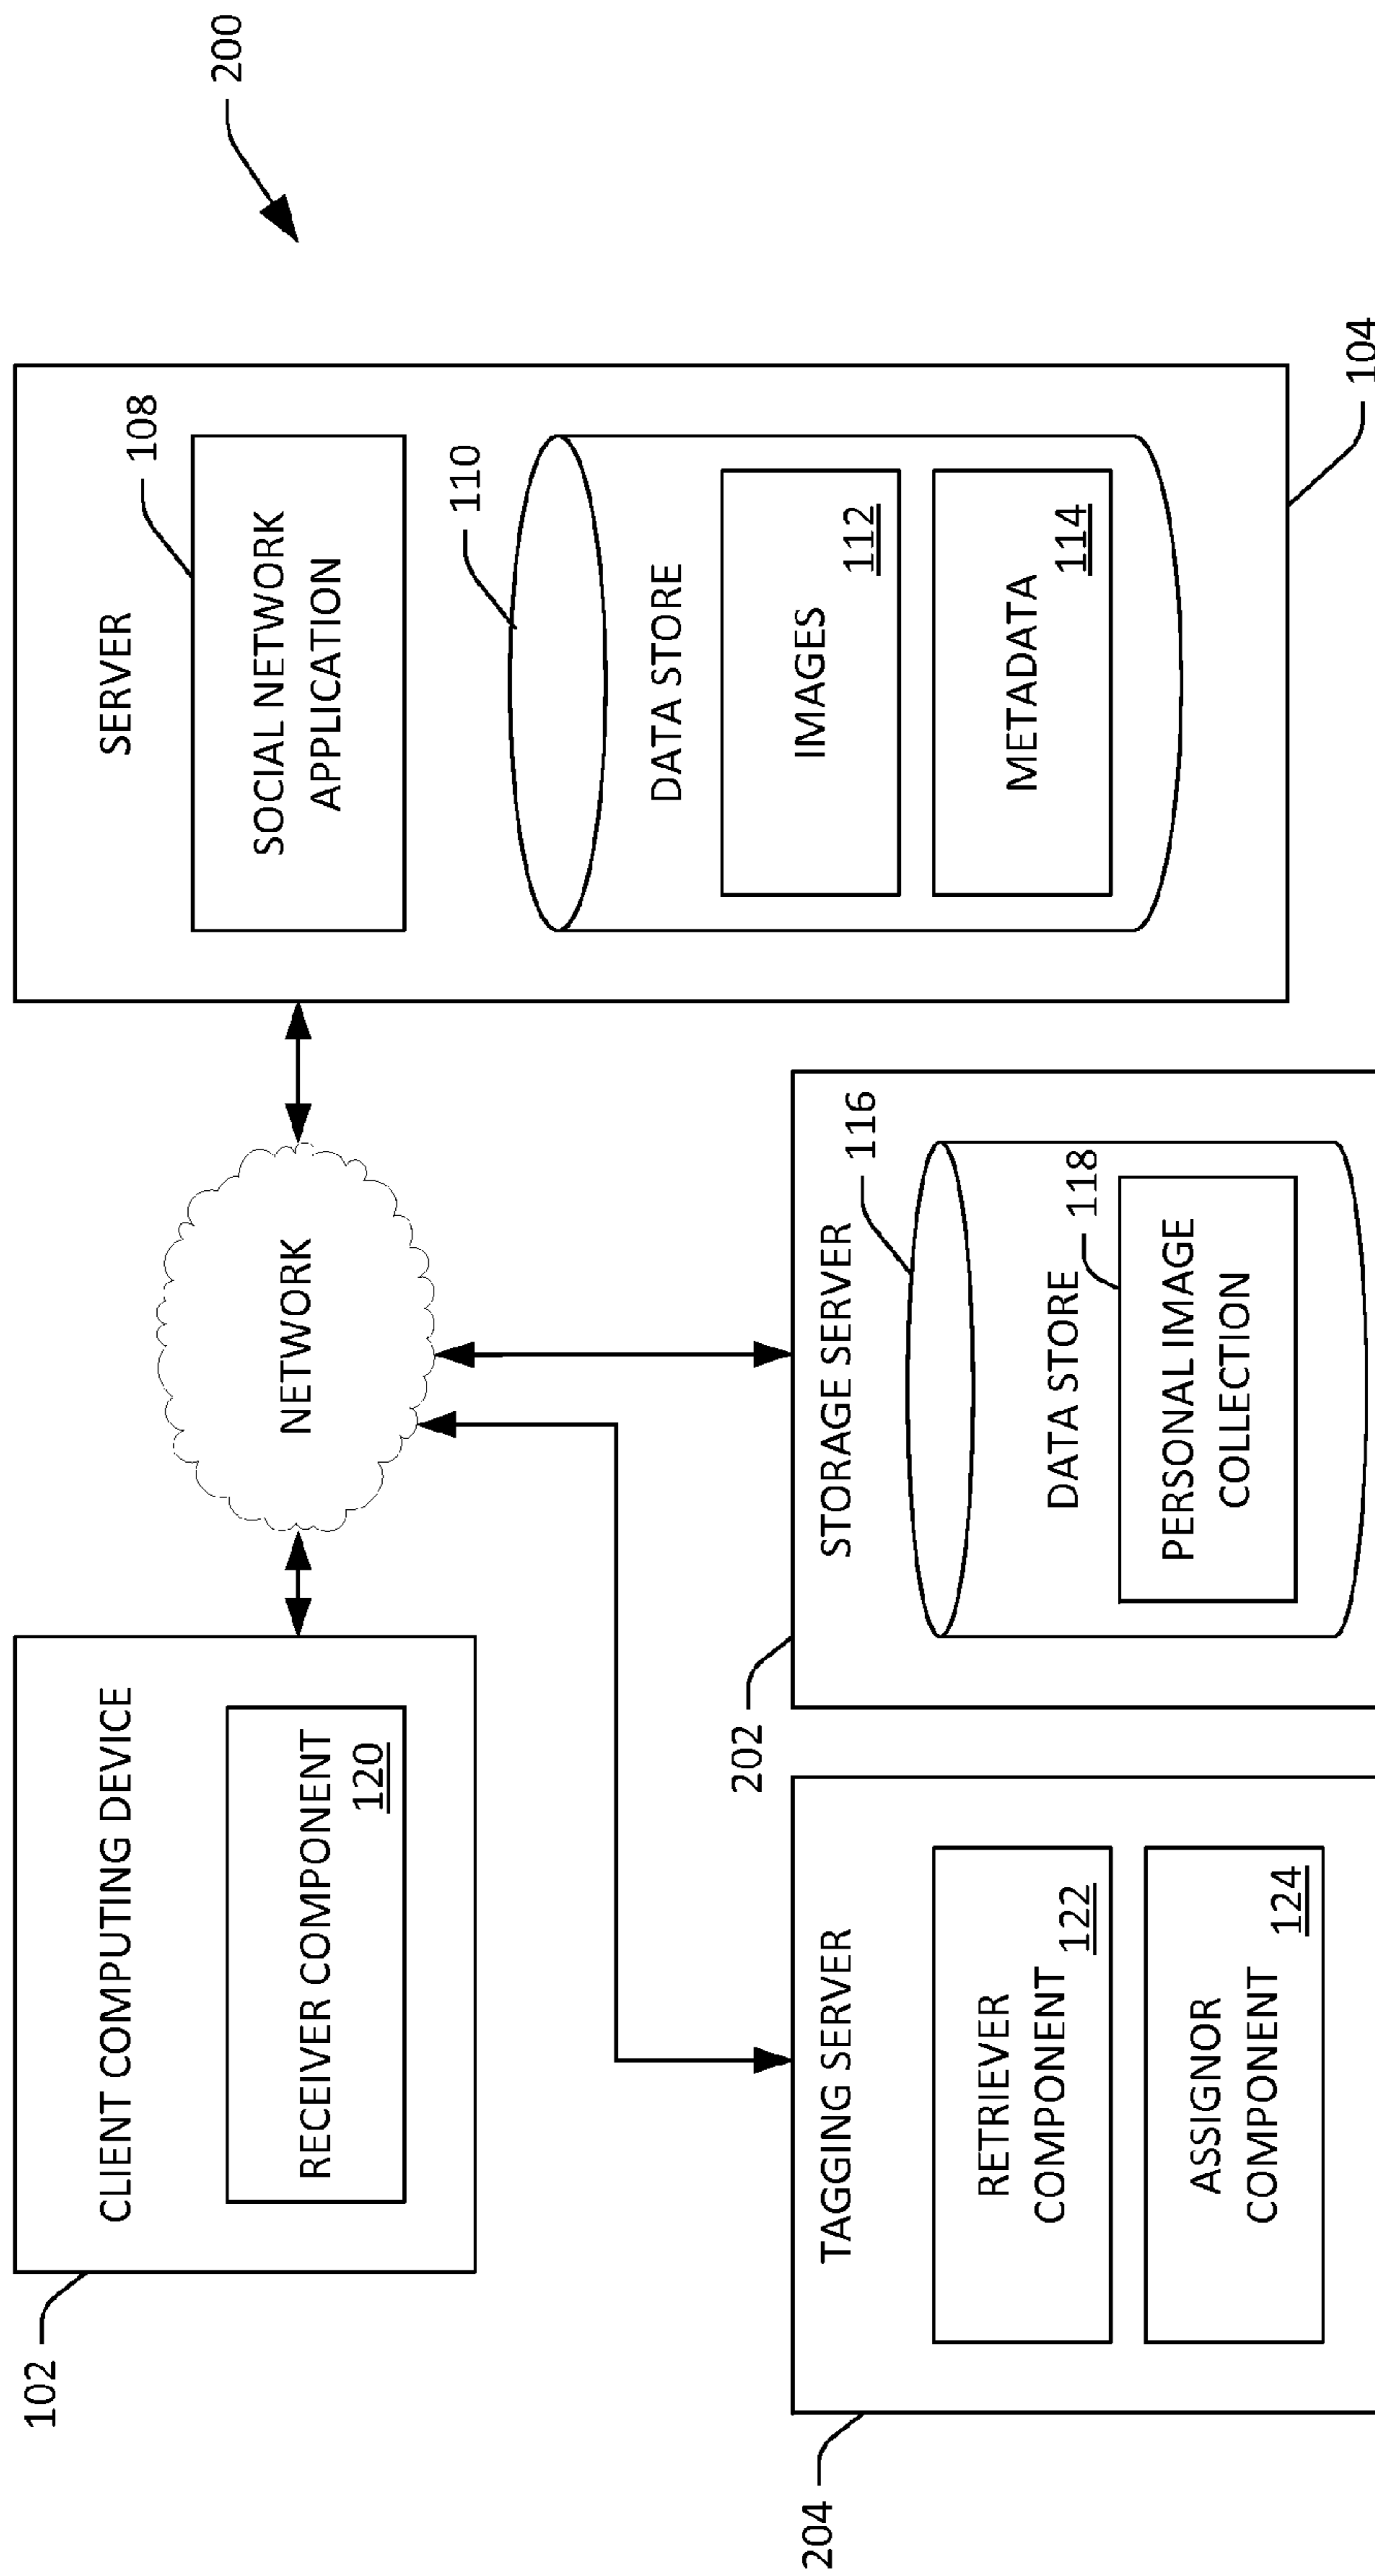 200
102
CLIENT COMPUTING DEVICE
RECEIVER COMPONENT
120
NETWORK
SERVER
108
SOCIAL NETWORK
APPLICATION
110
DATA STORE
IMAGES
112
METADATA
114
104
204
TAGGING SERVER
RETRIEVER
COMPONENT
122
ASSIGNOR
COMPONENT
124
202
STORAGE SERVER
116
DATA STORE
118
PERSONAL IMAGE
COLLECTION